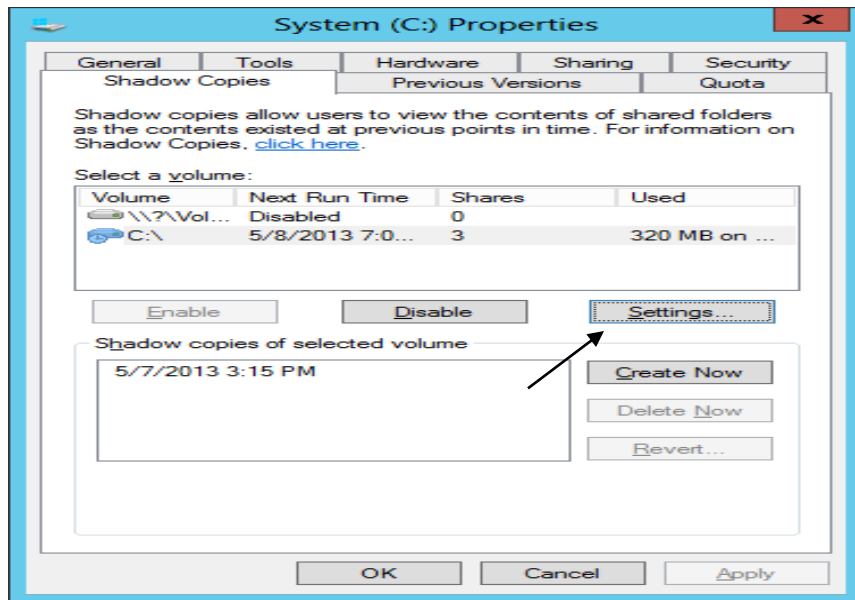 System (C:) Properties
x
General Tools Hardware Sharing Security
Shadow Copies Previous Versions Quota
Shadow copies allow users to view the contents of shared folders
as the contents existed at previous points in time. For information on
Shadow Copies, click here.
Select a volume:
Volume Next Run Time Shares Used
\\?\Vol... Disabled 0
C:\ 5/8/2013 7:0... 3 320 MB on ...
Enable Disable Settings...
Shadow copies of selected volume
5/7/2013 3:15 PM
Create Now
Delete Now
Revert...
OK Cancel Apply